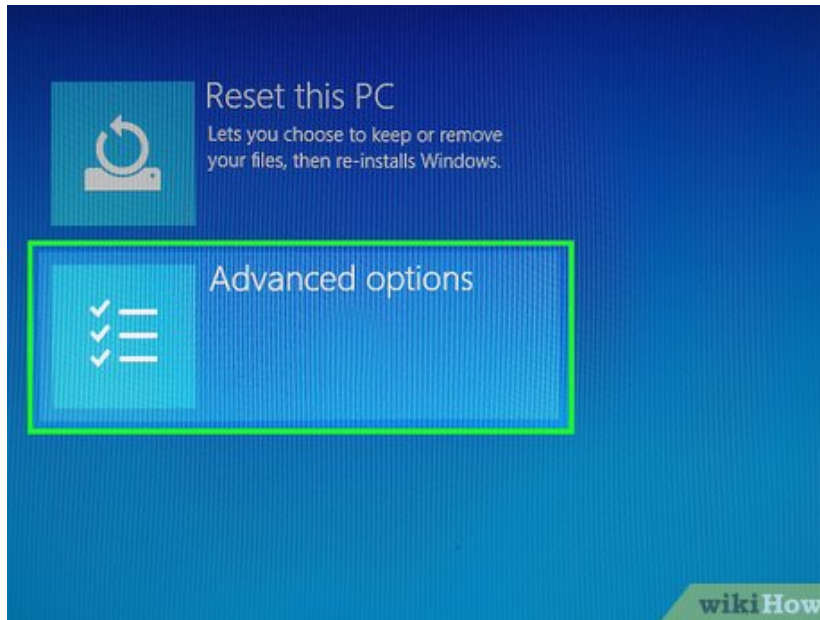 Reset this PC
Lets you choose to keep or remove
your files, then re-installs Windows.
Advanced options
wikiHow